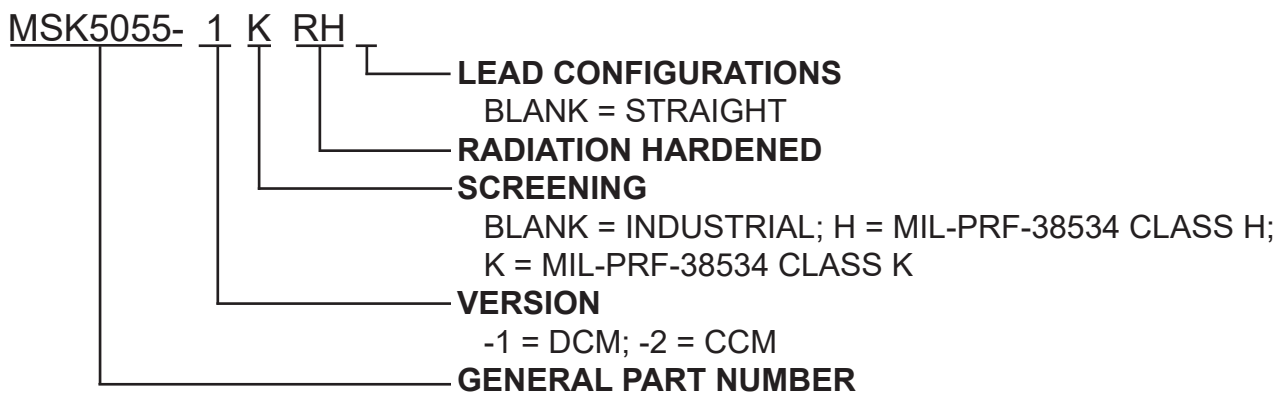 MSK5055- 1 K RH
LEAD CONFIGURATIONS
BLANK = STRAIGHT
RADIATION HARDENED
SCREENING
BLANK = INDUSTRIAL; H = MIL-PRF-38534 CLASS H;
K = MIL-PRF-38534 CLASS K
VERSION
-1 = DCM; -2 = CCM
GENERAL PART NUMBER